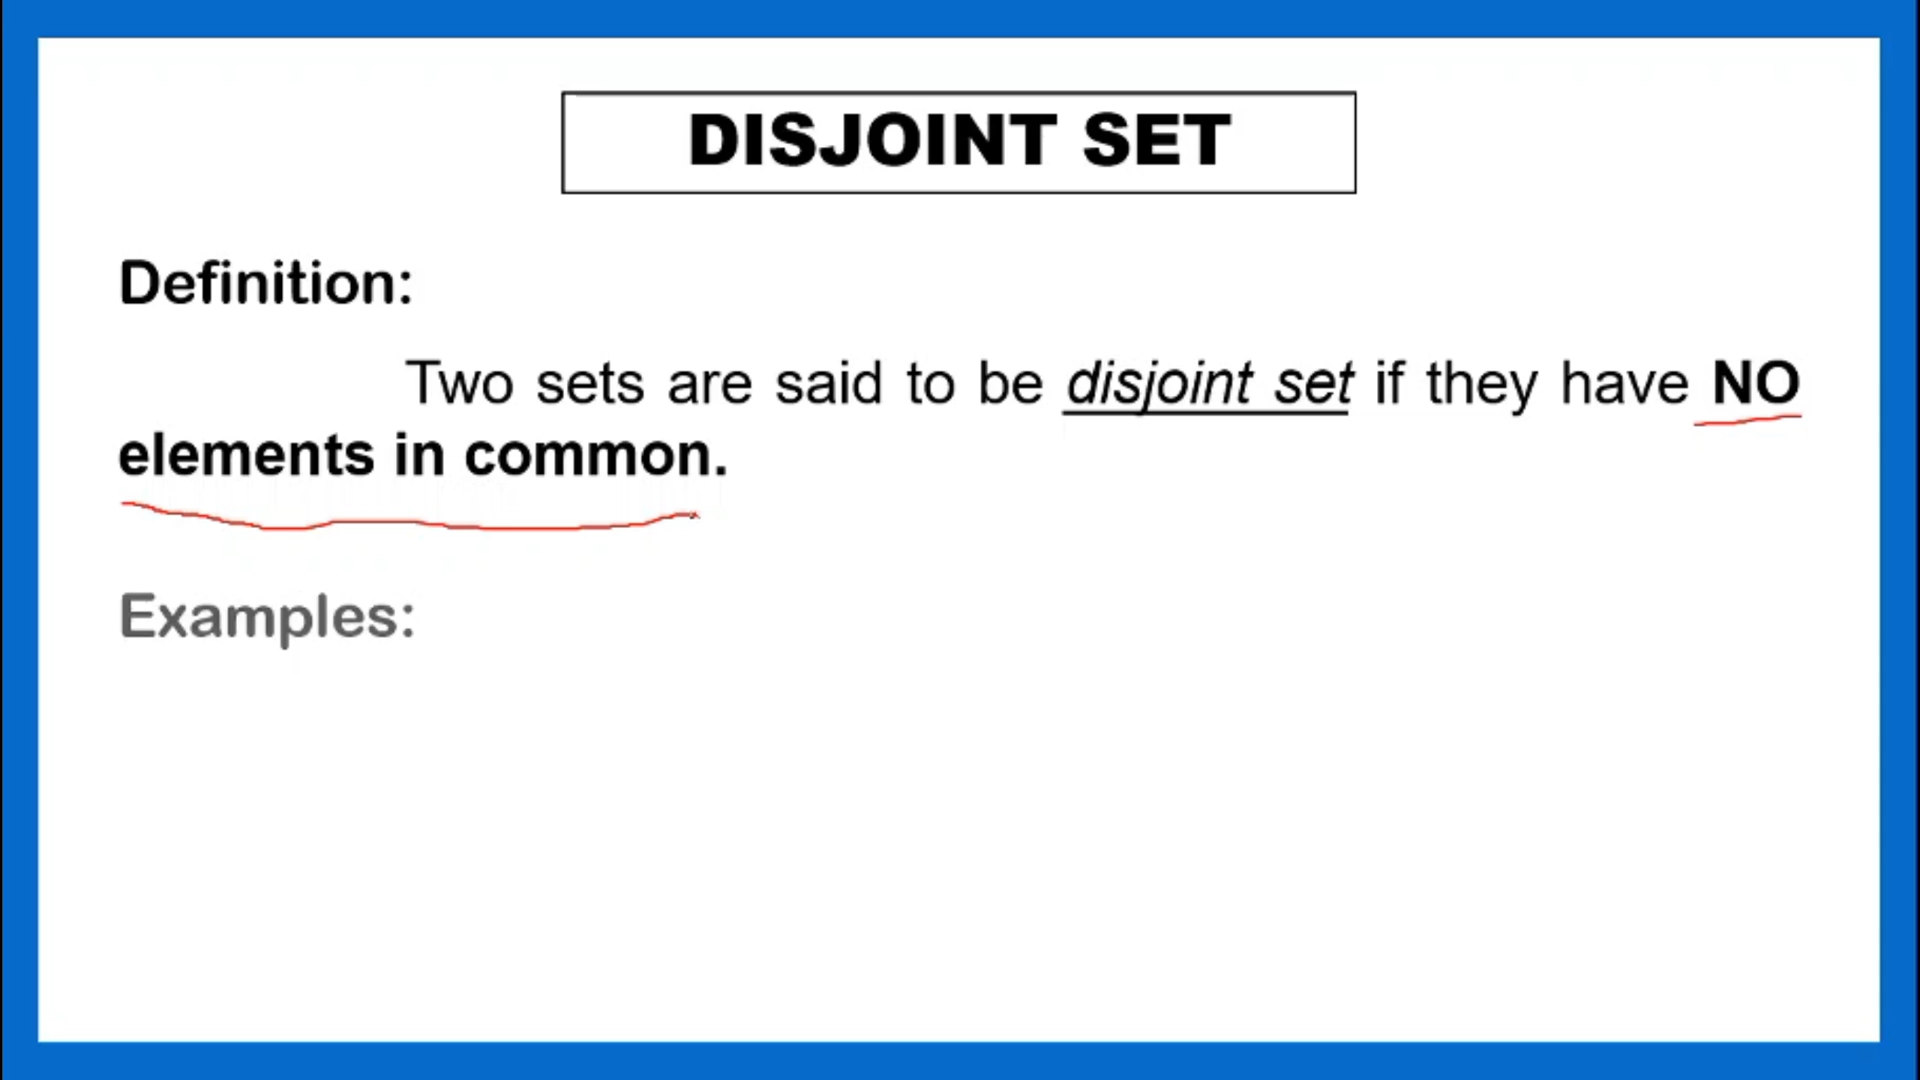 DISJOINT SET
Definition:
Two sets are said to be disjoint set if they have NO
elements in common.
Examples: